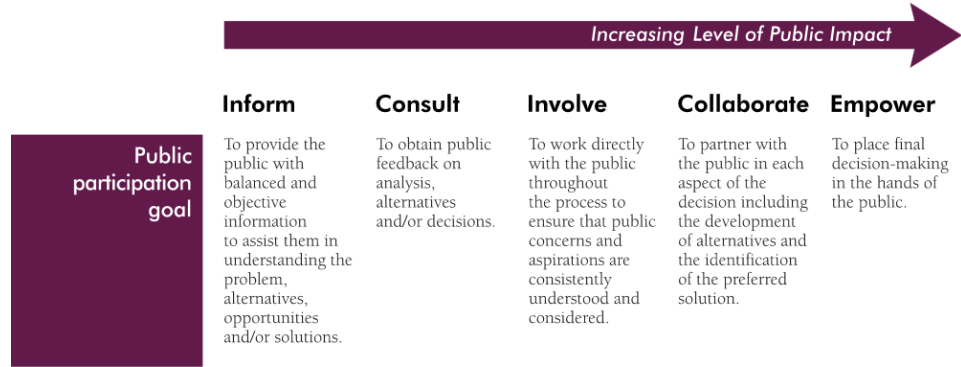 Increasing Level of Public Impact
Inform
Consult
Involve
Collaborate
Empower
Public
participation
goal
To provide the
public with
balanced and
objective
information
to assist them in
understanding the
problem,
alternatives,
opportunities
and/or solutions.
To obtain public
feedback on
analysis,
alternatives
and/or decisions.
To work directly
with the public
throughout
the process to
ensure that public
concerns and
aspirations are
consistently
understood and
considered.
To partner with
the public in each
aspect of the
decision including
the development
of alternatives and
the identification
of the preferred
solution.
To place final
decision-making
in the hands of
the public.